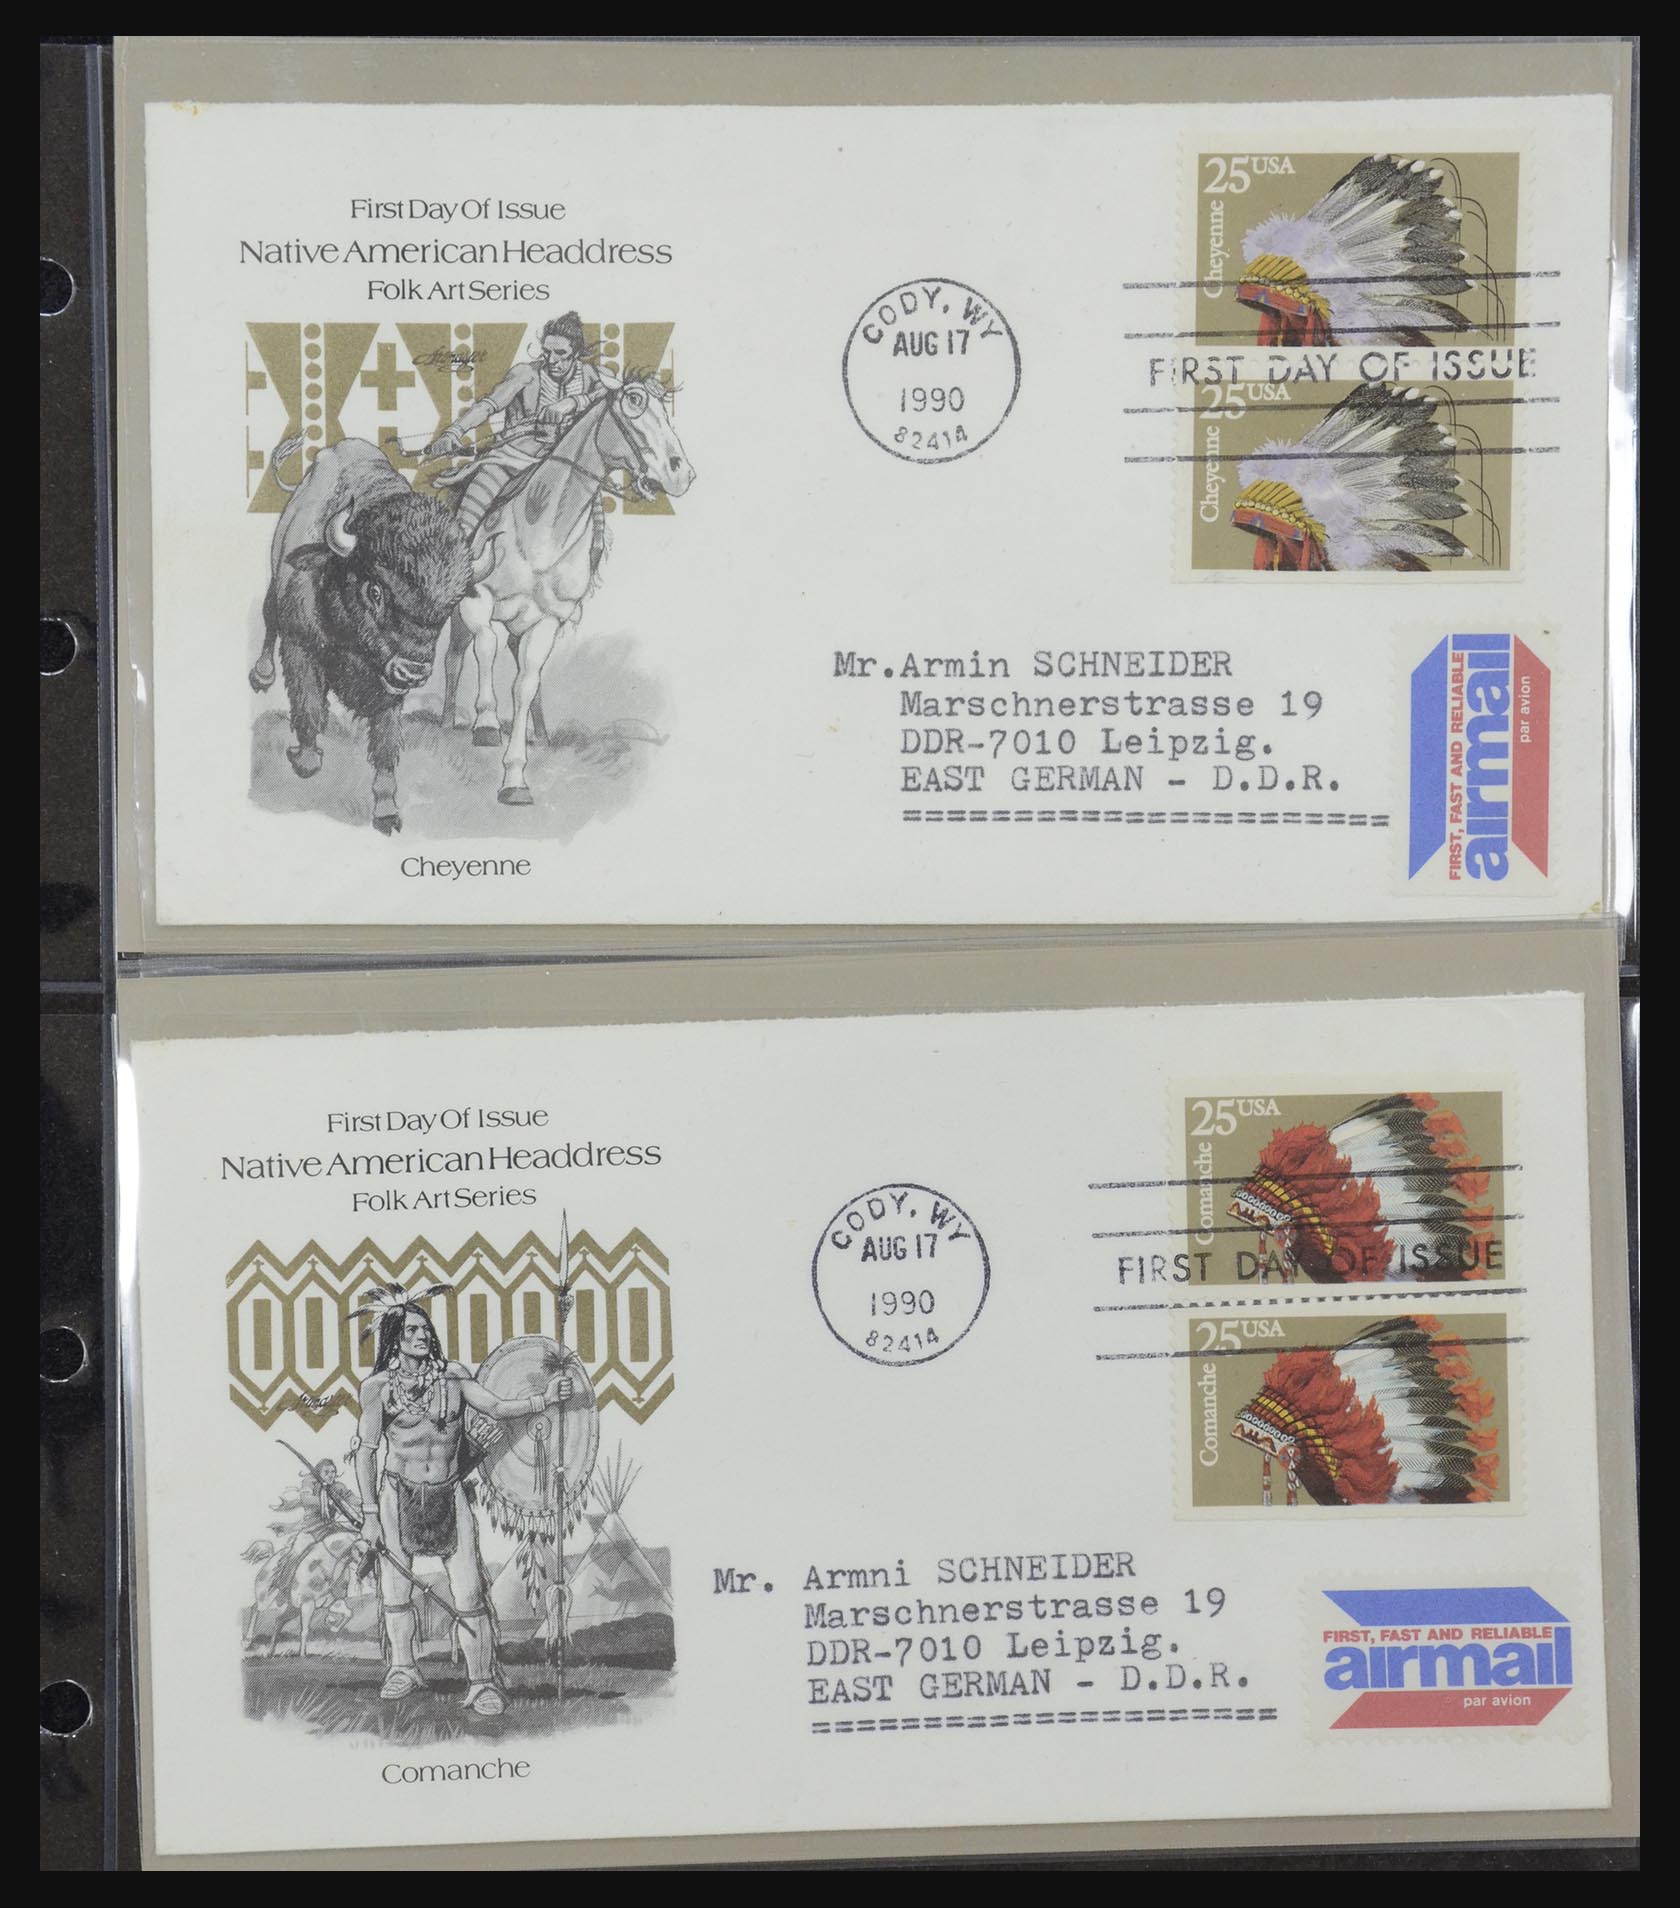 First Day Of Issue
Native American Headdress
Folk Art Series
Cheyenne
CODY, WY
AUG 17
1990
82414
25 USA
Cheyenne
FIRST DAY OF ISSUE
25 USA
Cheyenne
Mr.Armin SCHNEIDER
Marschnerstrasse 19
DDR-7010 Leipzig.
EAST GERMAN - D.D.R.
=======================
FIRST, FAST AND RELIABLE
airmail
par avion
First Day Of Issue
Native American Headdress
Folk Art Series
Comanche
CODY, WY
AUG 17
1990
82414
25 USA
Comanche
FIRST DAY OF ISSUE
25 USA
Comanche
Mr. Armni SCHNEIDER
Marschnerstrasse 19
DDR-7010 Leipzig.
EAST GERMAN - D.D.R.
======================
FIRST, FAST AND RELIABLE
airmail
par avion